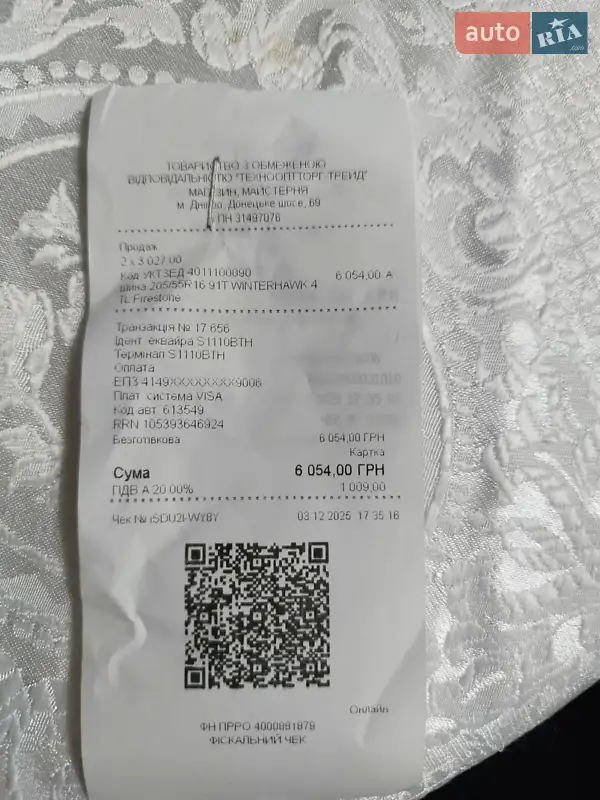 auto RIA .com
ТОВАРИСТВО З ОБМЕЖЕНОЮ
ВІДПОВІДАЛЬНІСТЮ "ТЕХНООПТТОРГ-ТРЕЙД"
МАГАЗИН, МАЙСТЕРНЯ
м. Дніпро, Донецьке шосе, 69
ПН 31497076
Продаж
2 x 3 027.00
Код УКТЗЕД 4011100090
Шина 205/55R16 91T WINTERHAWK 4 6 054,00 А
TL Firestone
Транзакція № 17 656
Ідент. еквайра S1110BTH
Термінал S1110BTH
Оплата
ЕПЗ 4149XXXXXXXX9006
Плат. система VISA
Код авт. 613549
RRN 105393646924
Безготівкова 6 054,00 ГРН
Картка
Сума 6 054,00 ГРН
ПДВ А 20.00% 1 009,00
Чек № 03.12.2025 17:35:16
Онлайн
ФН ПРРО 4000881879
ФІСКАЛЬНИЙ ЧЕК